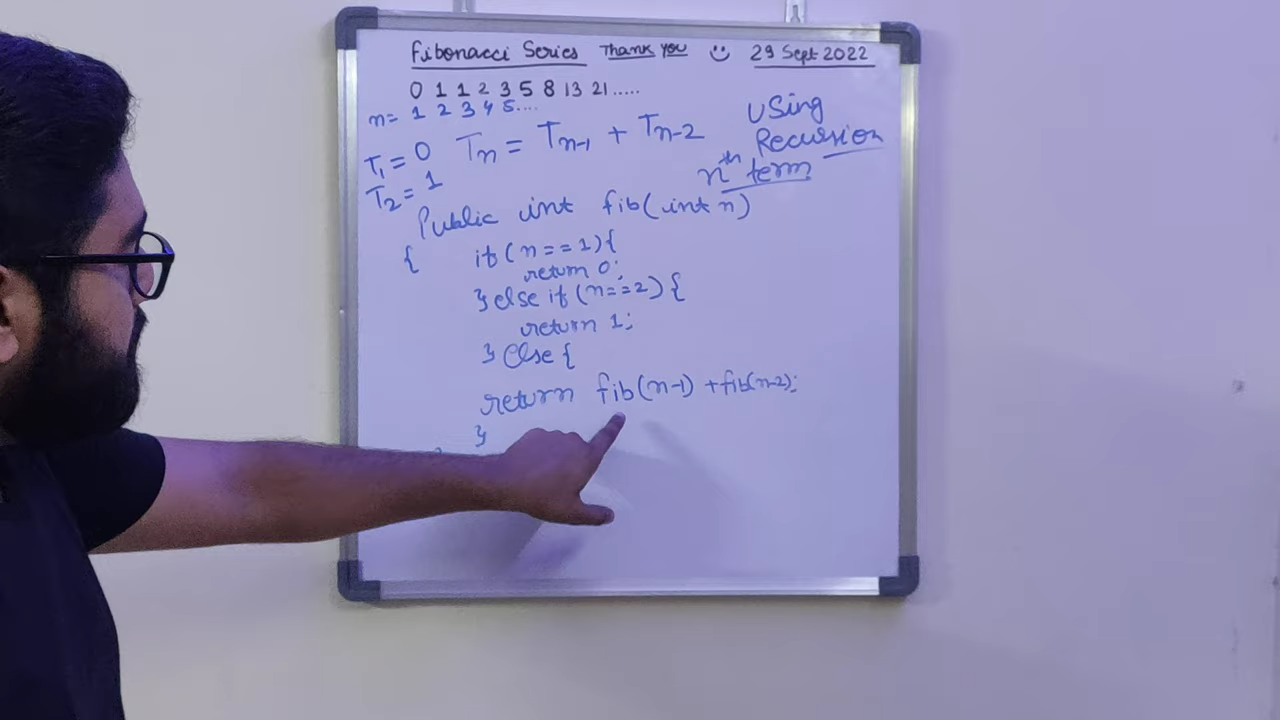 Fibonacci Series Thank you 29 Sept 2022
0 1 1 2 3 5 8 13 21.....
n= 1 2 3 4 5....
Using
Recursion
nth term
Tn = Tn-1 + Tn-2
T1 = 0
T2 = 1
Public int fib(int n)
{ if (n==1){
return 0;
} else if (n==2) {
return 1;
} Else {
return fib(n-1) + fib(n-2);
}
}